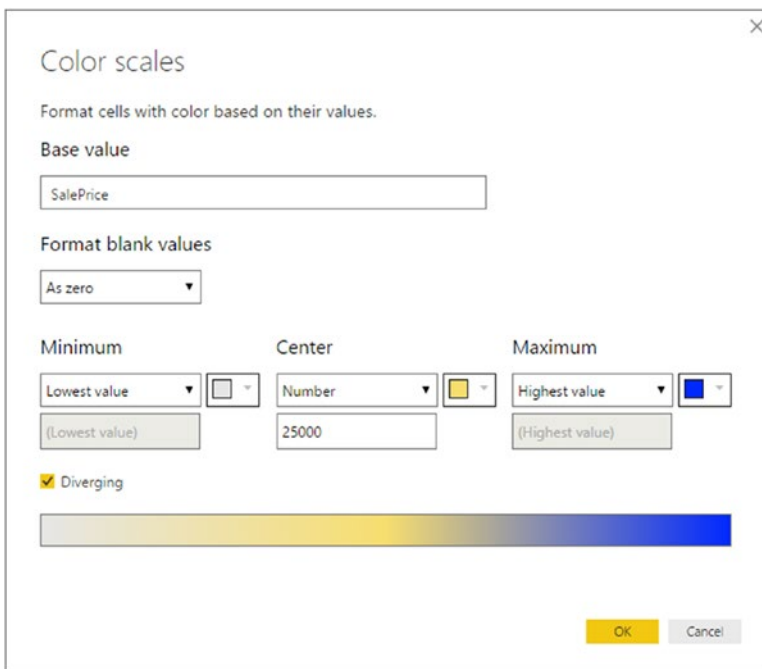 Color scales
Format cells with color based on their values.
Base value
SalePrice
Format blank values
As zero
Minimum Center Maximum
Lowest value Number Highest value
(Lowest value) 25000 (Highest value)
Diverging
OK Cancel